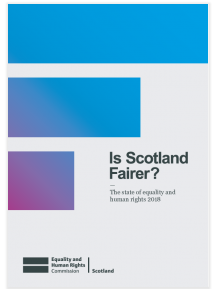 Is Scotland
Fairer?
The state of equality and
human rights 2018
Equality and
Human Rights
Commission
Scotland